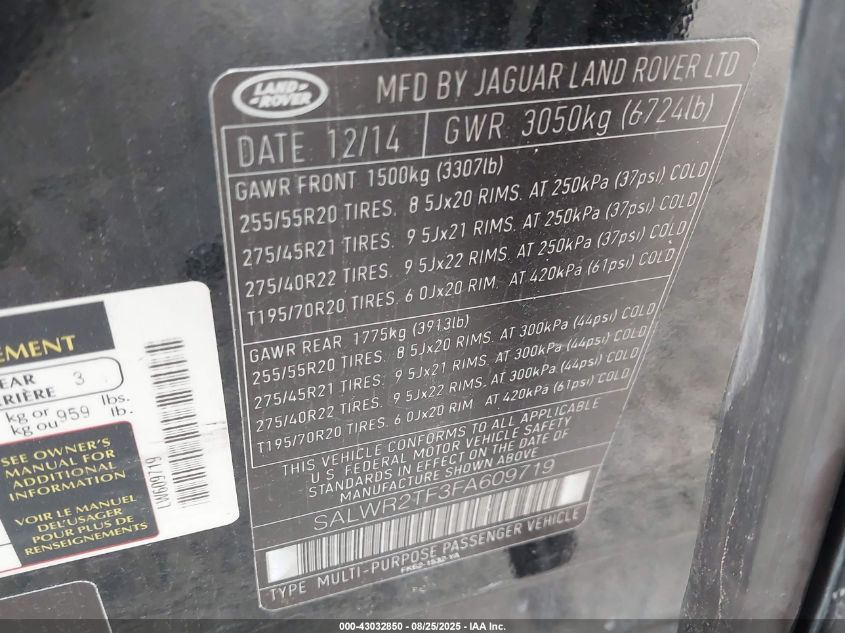 LAND ROVER
MFD BY JAGUAR LAND ROVER LTD
DATE 12/14 GWR 3050kg (6724lb)
GAWR FRONT 1500kg (3307lb)
255/55R20 TIRES. 8 5Jx20 RIMS. AT 250kPa (37psi) COLD
275/45R21 TIRES. 9 5Jx21 RIMS. AT 250kPa (37psi) COLD
275/40R22 TIRES. 9 5Jx22 RIMS. AT 250kPa (37psi) COLD
T195/70R20 TIRES. 6 0Jx20 RIM. AT 420kPa (61psi) COLD
GAWR REAR 1775kg (3913lb)
255/55R20 TIRES. 8 5Jx20 RIMS. AT 300kPa (44psi) COLD
275/45R21 TIRES. 9 5Jx21 RIMS. AT 300kPa (44psi) COLD
275/40R22 TIRES. 9 5Jx22 RIMS. AT 300kPa (44psi) COLD
T195/70R20 TIRES. 6 0Jx20 RIM. AT 420kPa (61psi) COLD
THIS VEHICLE CONFORMS TO ALL APPLICABLE
U S FEDERAL MOTOR VEHICLE SAFETY
STANDARDS IN EFFECT ON THE DATE OF
MANUFACTURE SHOWN ABOVE
SALWR2TF3FA609719
TYPE MULTI-PURPOSE PASSENGER VEHICLE
EMENT
EAR 3
RIÈRE
kg or 959 lbs.
kg ou lb.
SEE OWNER'S
MANUAL FOR
ADDITIONAL
INFORMATION
VOIR LE MANUEL
DEL'USAGER
POUR PLUS DE
RENSEIGNEMENTS
000-43032850 - 08/25/2025 - IAA Inc.